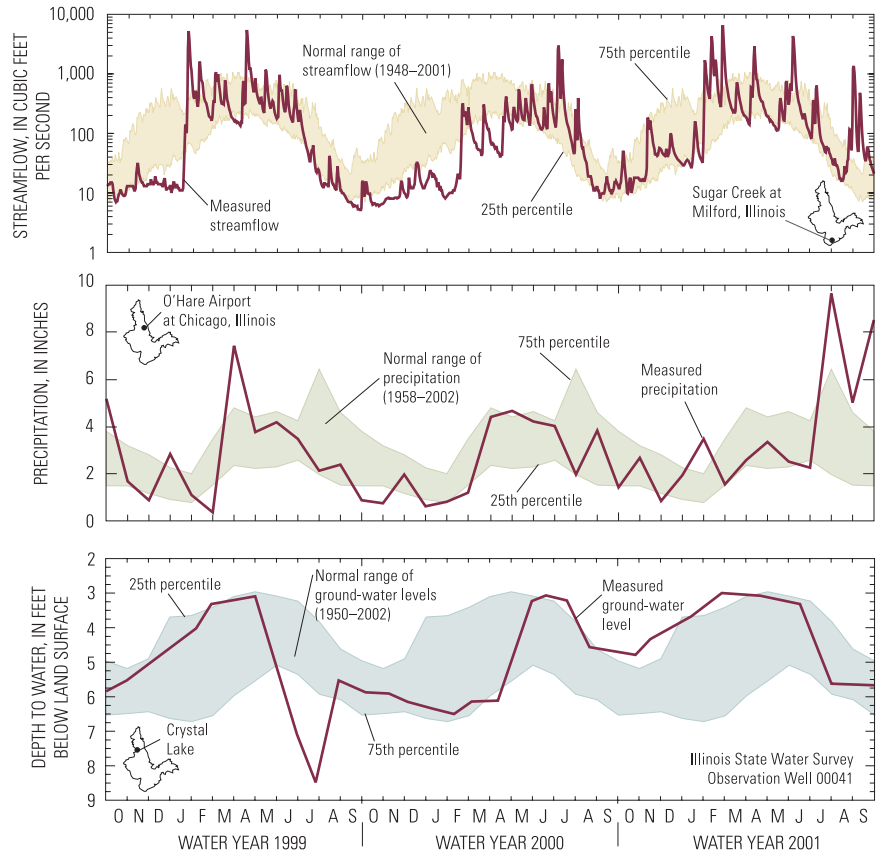 STREAMFLOW, IN CUBIC FEET
PER SECOND
10,000
1,000
100
10
1
Normal range of
streamflow (1948–2001)
75th percentile
Measured
streamflow
25th percentile
Sugar Creek at
Milford, Illinois
O N D J F M A M J J A S O N D J F M A M J J A S O N D J F M A M J J A S
PRECIPITATION, IN INCHES
10
8
6
4
2
0
O'Hare Airport
at Chicago, Illinois
Normal range of
precipitation
(1958–2002)
75th percentile
Measured
precipitation
25th percentile
O N D J F M A M J J A S O N D J F M A M J J A S O N D J F M A M J J A S
DEPTH TO WATER, IN FEET
BELOW LAND SURFACE
2
3
4
5
6
7
8
9
25th percentile
Normal range of
ground-water levels
(1950–2002)
Measured
ground-water
level
Crystal
Lake
75th percentile
Illinois State Water Survey
Observation Well 00041
O N D J F M A M J J A S O N D J F M A M J J A S O N D J F M A M J J A S
WATER YEAR 1999 WATER YEAR 2000 WATER YEAR 2001